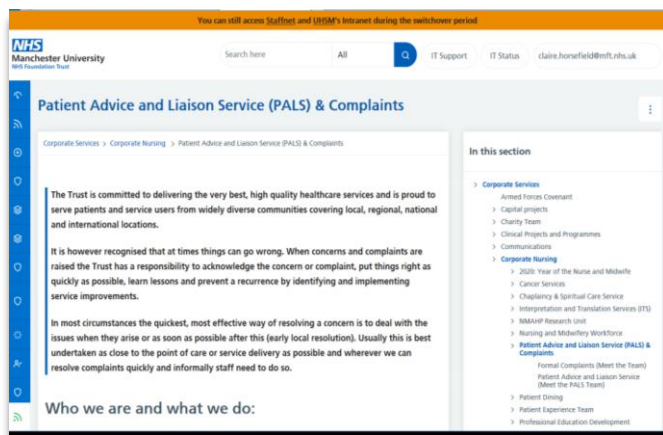 You can still access Staffnet and UHSM's Intranet during the switchover period
NHS
Manchester University
NHS Foundation Trust
Search here
All
IT Support
IT Status
claire.horsefield@mft.nhs.uk
Patient Advice and Liaison Service (PALS) & Complaints
Corporate Services > Corporate Nursing > Patient Advice and Liaison Service (PALS) & Complaints
The Trust is committed to delivering the very best, high quality healthcare services and is proud to
serve patients and service users from widely diverse communities covering local, regional, national
and international locations.
It is however recognised that at times things can go wrong. When concerns and complaints are
raised the Trust has a responsibility to acknowledge the concern or complaint, put things right as
quickly as possible, learn lessons and prevent a recurrence by identifying and implementing
service improvements.
In most circumstances the quickest, most effective way of resolving a concern is to deal with the
issues when they arise or as soon as possible after this (early local resolution). Usually this is best
undertaken as close to the point of care or service delivery as possible and wherever we can
resolve complaints quickly and informally staff need to do so.
Who we are and what we do:
In this section
> Corporate Services
Armed Forces Covenant
> Capital projects
> Charity Team
> Clinical Projects and Programmes
> Communications
> Corporate Nursing
> 2020: Year of the Nurse and Midwife
> Cancer Services
> Chaplaincy & Spiritual Care Service
> Interpretation and Translation Services (ITS)
> NMAHP Research Unit
> Nursing and Midwifery Workforce
> Patient Advice and Liaison Service (PALS) &
Complaints
Formal Complaints (Meet the Team)
Patient Advice and Liaison Service
(Meet the PALS Team)
> Patient Dining
> Patient Experience Team
> Professional Education Development